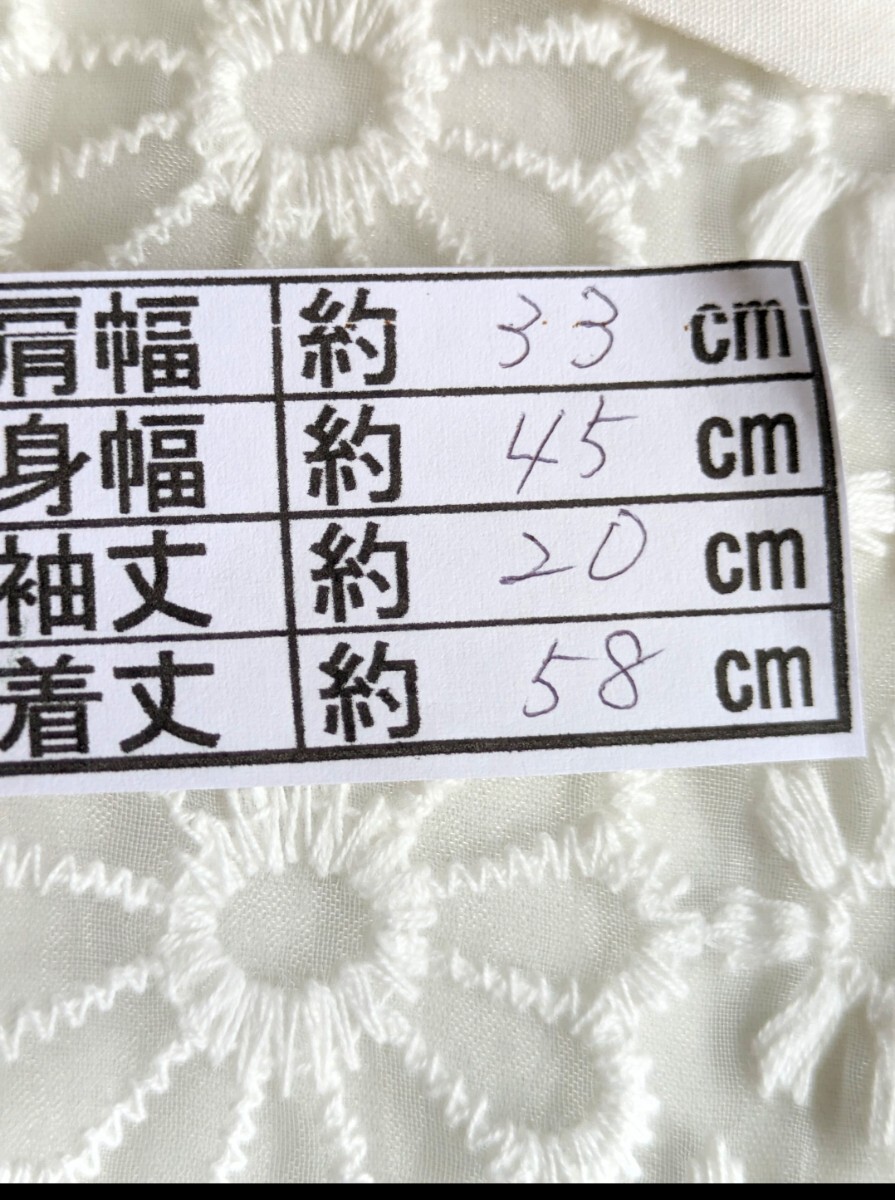 肩幅 約 33 cm
身幅 約 45 cm
袖丈 約 20 cm
着丈 約 58 cm